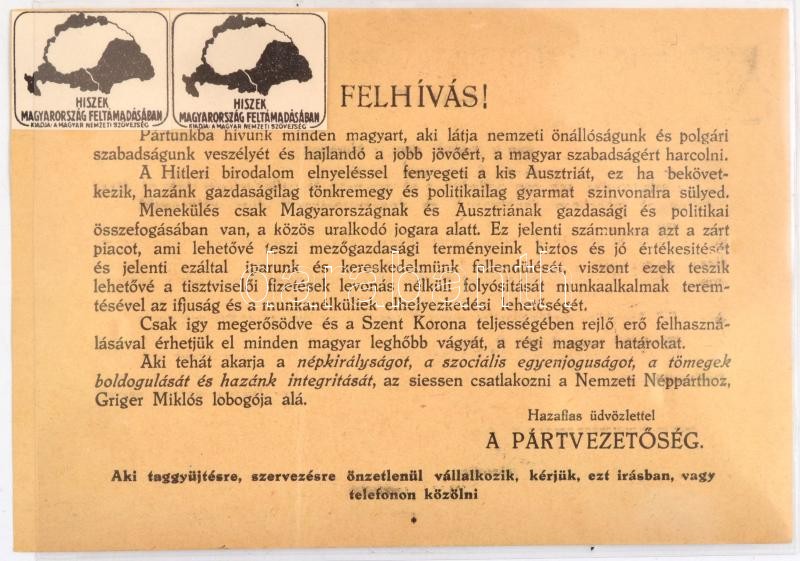 HISZEK
MAGYARORSZÁG FELTÁMADÁSÁBAN
KIADJA: A MAGYAR NEMZETI SZÖVETSÉG
HISZEK
MAGYARORSZÁG FELTÁMADÁSÁBAN
KIADJA: A MAGYAR NEMZETI SZÖVETSÉG
FELHÍVÁS!
Pártunkba hívunk minden magyart, aki látja nemzeti önállóságunk és polgári
szabadságunk veszélyét és hajlandó a jobb jövőért, a magyar szabadságért harcolni.
A Hitleri birodalom elnyeléssel fenyegeti a kis Ausztriát, ez ha bekövet-
kezik, hazánk gazdaságilag tönkremegy és politikailag gyarmat szinvonalra sülyed.
Menekülés csak Magyarországnak és Ausztriának gazdasági és politikai
összefogásában van, a közös uralkodó jogara alatt. Ez jelenti számunkra azt a zárt
piacot, ami lehetővé teszi mezőgazdasági terményeink biztos és jó értékesitését
és jelenti ezáltal iparunk és kereskedelmünk fellendülését, viszont ezek teszik
lehetővé a tisztviselői fizetések levonás nélküli folyósitását munkaalkalmak terem-
tésével az ifjuság és a munkanélküliek elhelyezkedési lehetőségét.
Csak igy megerősödve és a Szent Korona teljességében rejlő erő felhaszná-
lásával érhetjük el minden magyar leghőbb vágyát, a régi magyar határokat.
Aki tehát akarja a népkirályságot, a szociális egyenjoguságot, a tömegek
boldogulását és hazánk integritását, az siessen csatlakozni a Nemzeti Néppárthoz,
Griger Miklós lobogója alá.
Hazafias üdvözlettel
A PÁRTVEZETŐSÉG.
Aki taggyüjtésre, szervezésre önzetlenül vállalkozik, kérjük, ezt irásban, vagy
telefonon közölni
darabanth